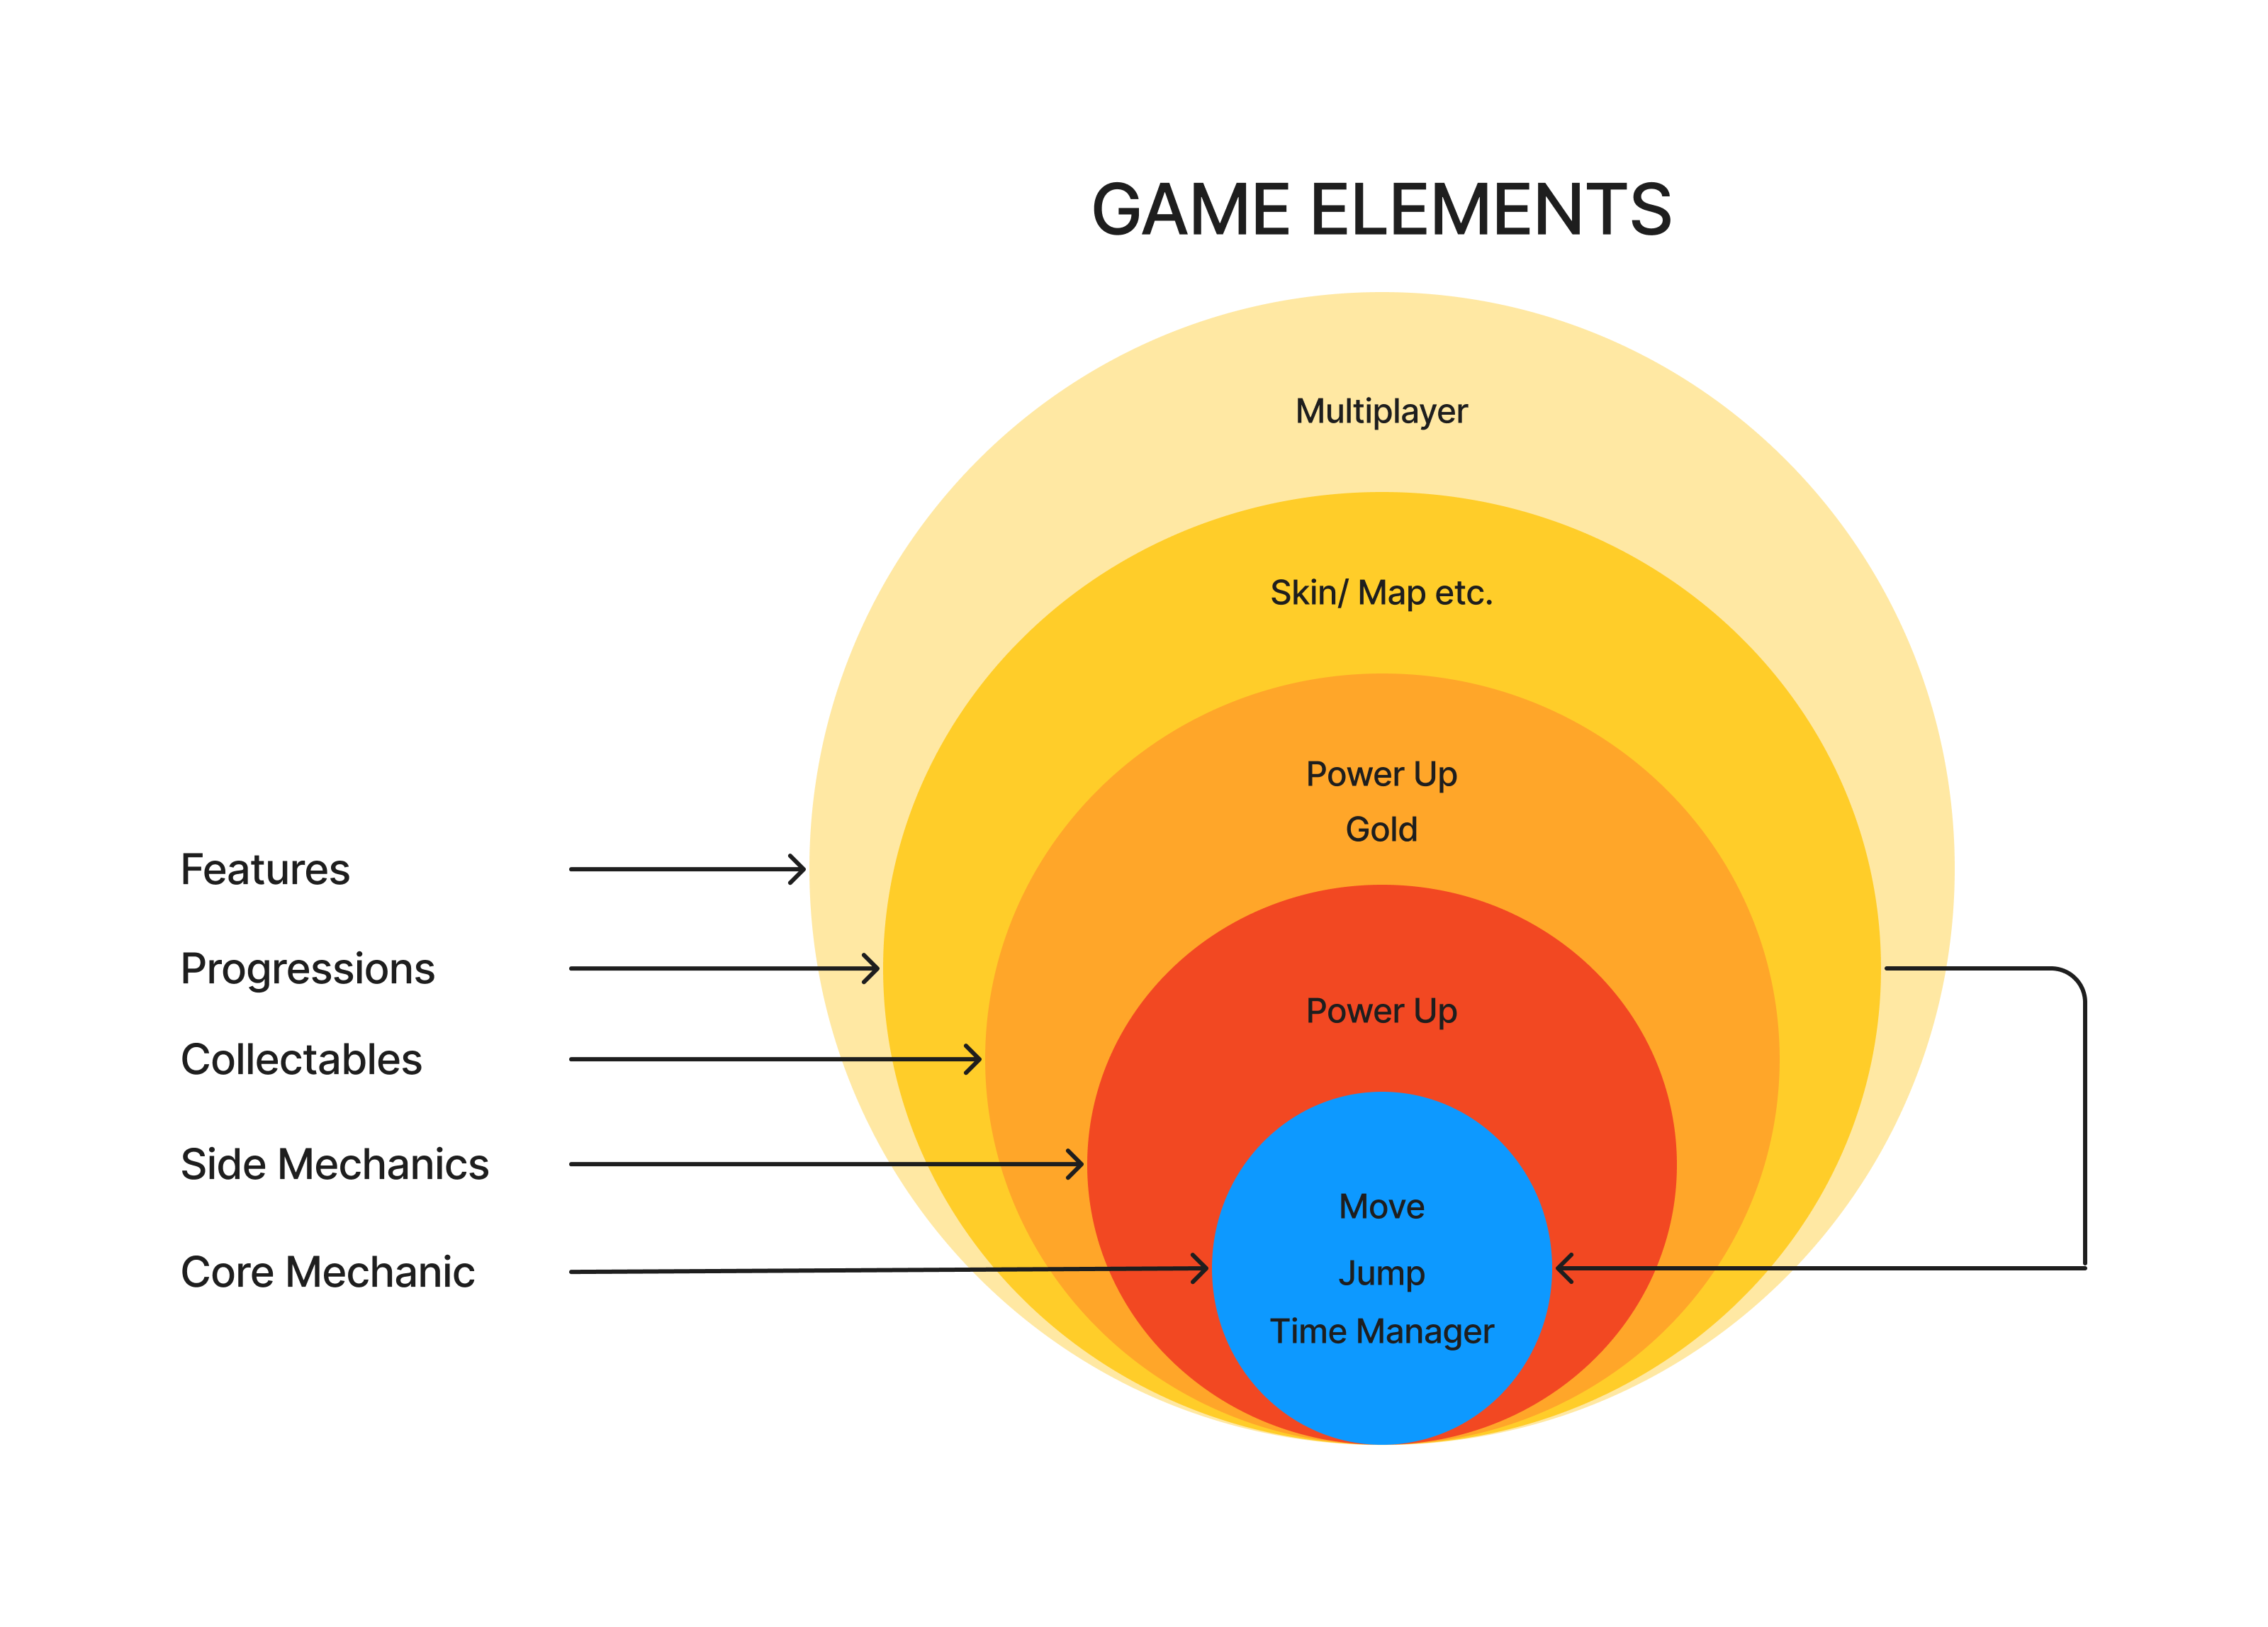 GAME ELEMENTS
Multiplayer
Skin/ Map etc.
Power Up
Gold
Features
Progressions
Power Up
Collectables
Side Mechanics
Move
Core Mechanic
Jump
Time Manager